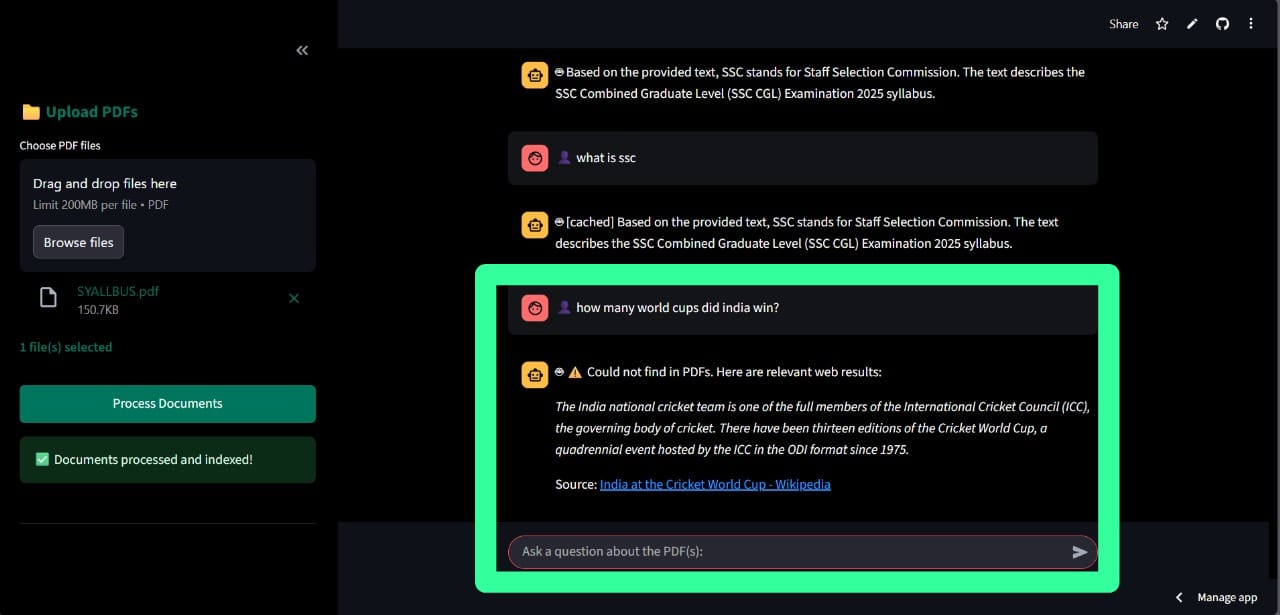 Share
Upload PDFs
Choose PDF files
Drag and drop files here
Limit 200MB per file • PDF
Browse files
SYALLBUS.pdf
150.7KB
1 file(s) selected
Process Documents
Documents processed and indexed!
Based on the provided text, SSC stands for Staff Selection Commission. The text describes the
SSC Combined Graduate Level (SSC CGL) Examination 2025 syllabus.
what is ssc
[cached] Based on the provided text, SSC stands for Staff Selection Commission. The text
describes the SSC Combined Graduate Level (SSC CGL) Examination 2025 syllabus.
how many world cups did india win?
Could not find in PDFs. Here are relevant web results:
The India national cricket team is one of the full members of the International Cricket Council (ICC),
the governing body of cricket. There have been thirteen editions of the Cricket World Cup, a
quadrennial event hosted by the ICC in the ODI format since 1975.
Source: India at the Cricket World Cup - Wikipedia
Ask a question about the PDF(s):
Manage app